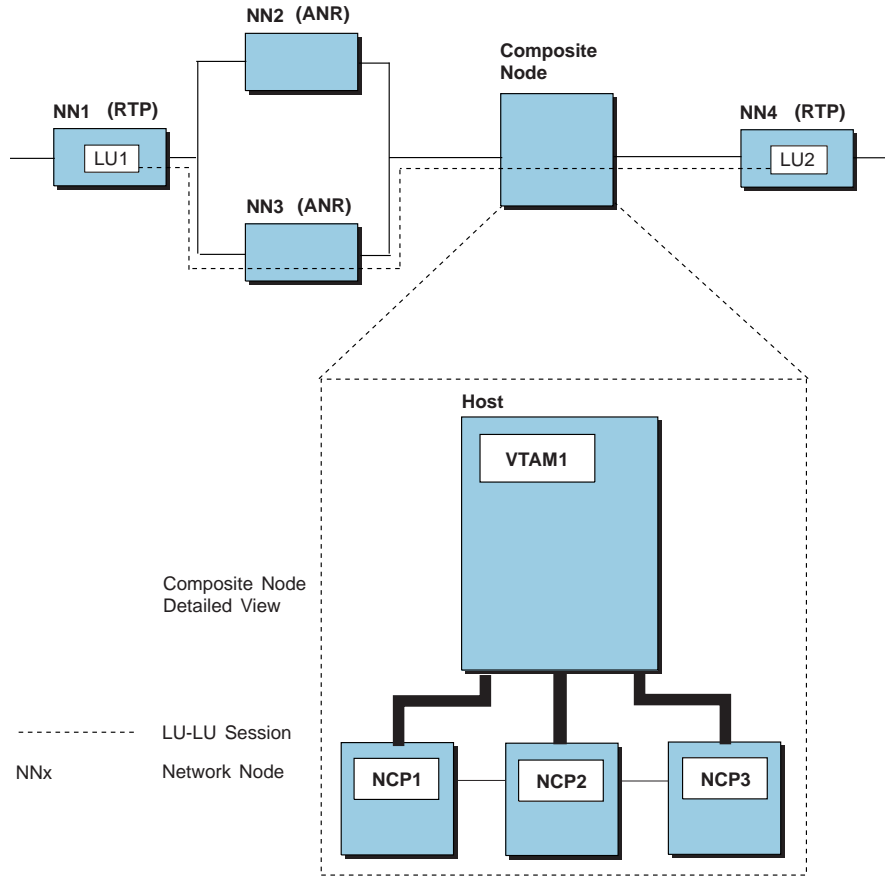 NN2 (ANR)
Composite
Node
NN1 (RTP)
NN4 (RTP)
LU1
LU2
NN3 (ANR)
Host
VTAM1
Composite Node
Detailed View
LU-LU Session
NNx Network Node
NCP1
NCP2
NCP3